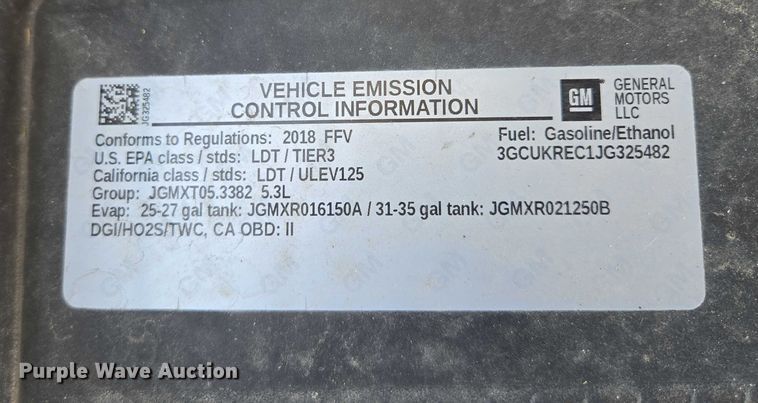 JG325482
VEHICLE EMISSION
CONTROL INFORMATION
GM
GENERAL
MOTORS
LLC
Conforms to Regulations: 2018 FFV
Fuel: Gasoline/Ethanol
U.S. EPA class / stds: LDT / TIER3
3GCUKREC1JG325482
California class / stds: LDT / ULEV125
Group: JGMXT05.3382 5.3L
Evap: 25-27 gal tank: JGMXR016150A / 31-35 gal tank: JGMXR021250B
DGI/HO2S/TWC, CA OBD: II
Purple Wave Auction